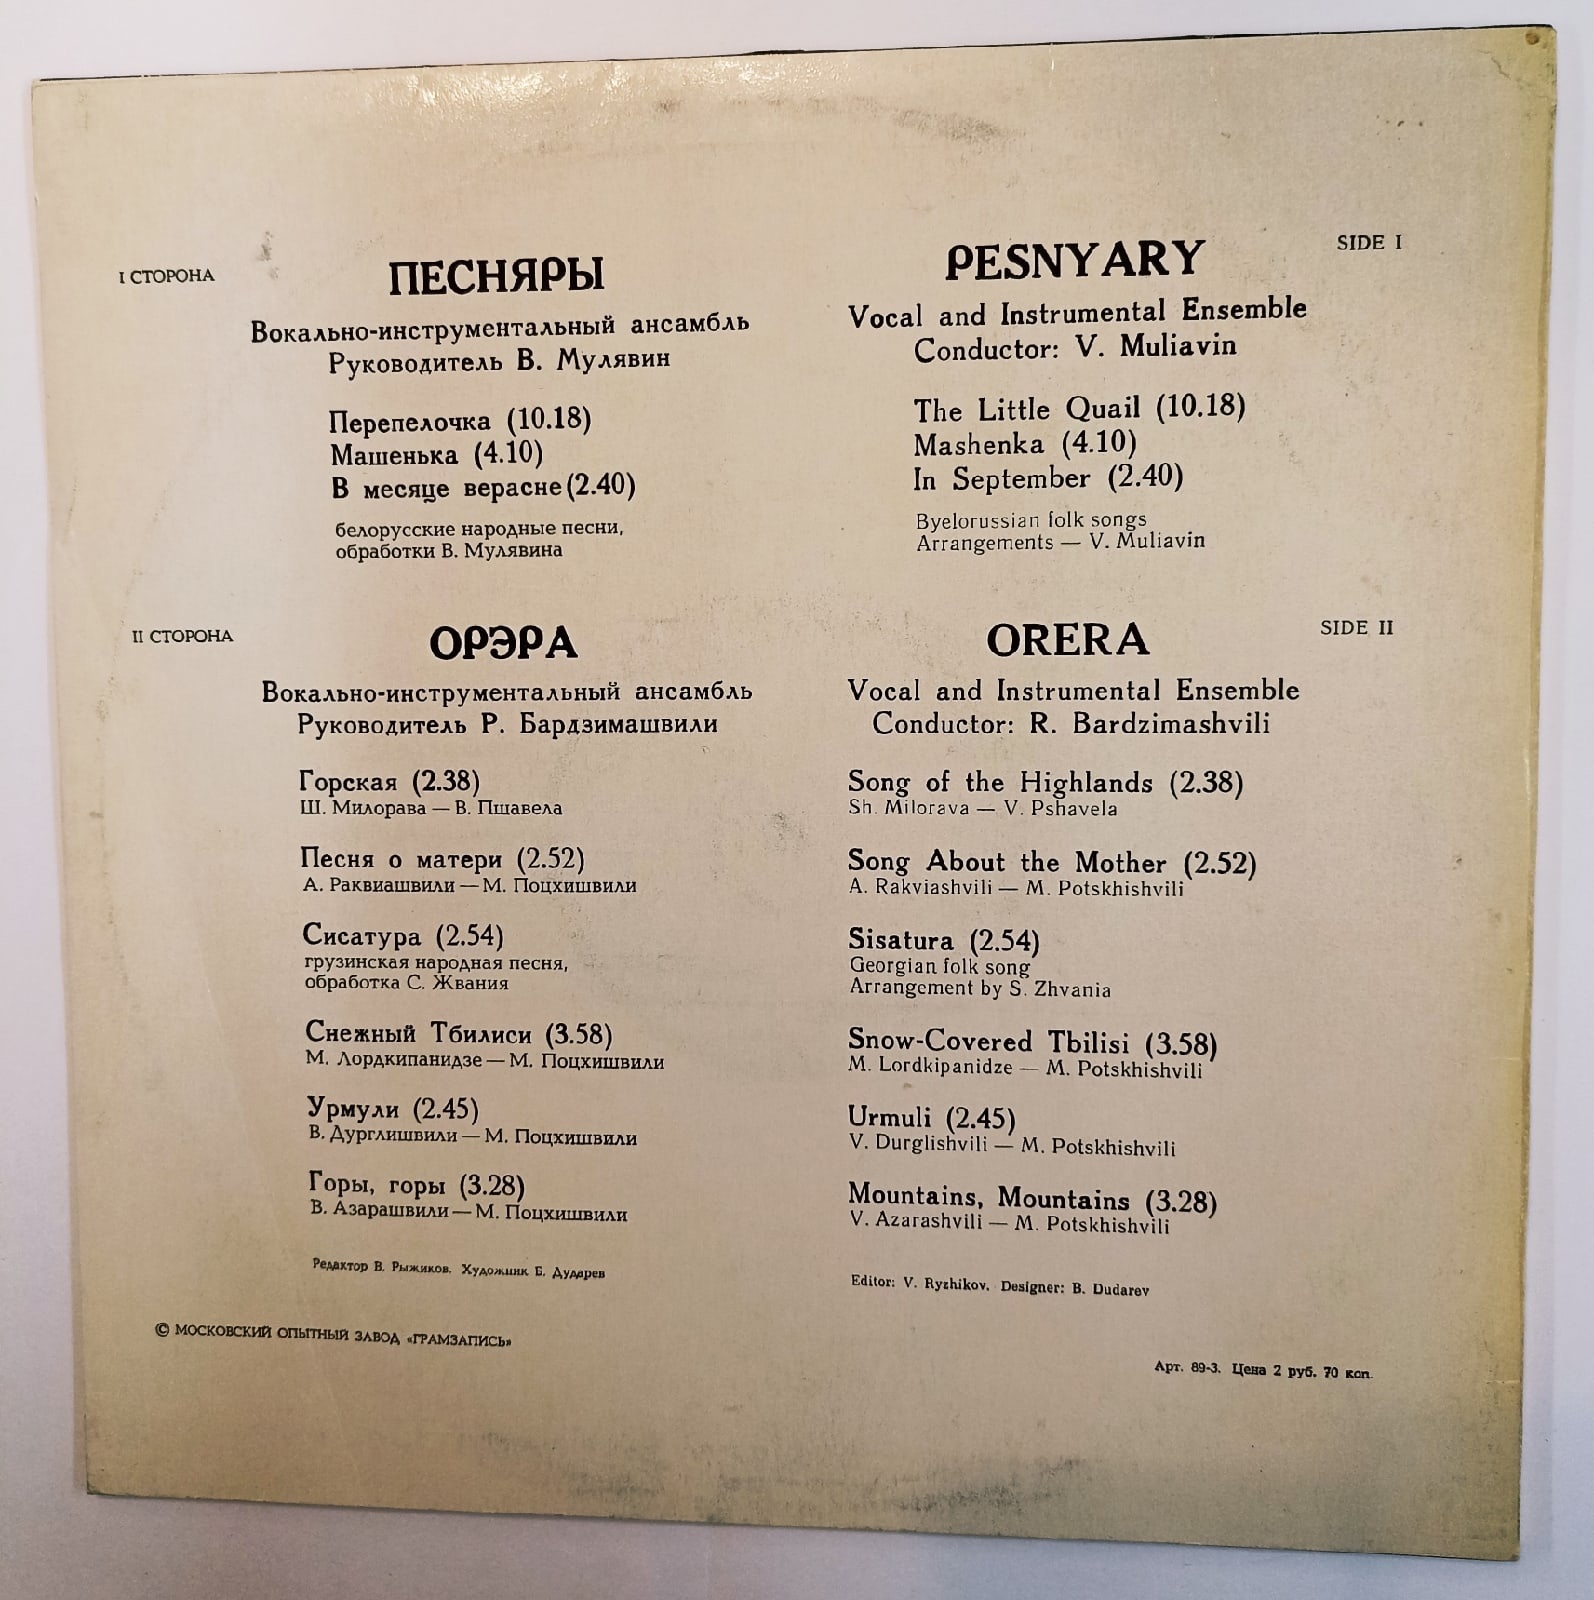 I СТОРОНА
ПЕСНЯРЫ
Вокально-инструментальный ансамбль
Руководитель В. Мулявин
Перепелочка (10.18)
Машенька (4.10)
В месяце верасне (2.40)
белорусские народные песни,
обработки В. Мулявина
SIDE I
PESNYARY
Vocal and Instrumental Ensemble
Conductor: V. Muliavin
The Little Quail (10.18)
Mashenka (4.10)
In September (2.40)
Byelorussian folk songs
Arrangements — V. Muliavin
II СТОРОНА
ОРЭРА
Вокально-инструментальный ансамбль
Руководитель Р. Бардзимашвили
Горская (2.38)
Ш. Милорава — В. Пшавела
Песня о матери (2.52)
А. Раквиашвили — М. Поцхишвили
Сисатура (2.54)
грузинская народная песня,
обработка С. Жвания
Снежный Тбилиси (3.58)
М. Лордкипанидзе — М. Поцхишвили
Урмули (2.45)
В. Дурглишвили — М. Поцхишвили
Горы, горы (3.28)
В. Азарашвили — М. Поцхишвили
Редактор В. Рыжиков. Художник Б. Дударев
SIDE II
ORERA
Vocal and Instrumental Ensemble
Conductor: R. Bardzimashvili
Song of the Highlands (2.38)
Sh. Milorava — V. Pshavela
Song About the Mother (2.52)
A. Rakviashvili — M. Potskhishvili
Sisatura (2.54)
Georgian folk song
Arrangement by S. Zhvania
Snow-Covered Tbilisi (3.58)
M. Lordkipanidze — M. Potskhishvili
Urmuli (2.45)
V. Durglishvili — M. Potskhishvili
Mountains, Mountains (3.28)
V. Azarashvili — M. Potskhishvili
Editor: V. Ryzhikov. Designer: B. Dudarev
© МОСКОВСКИЙ ОПЫТНЫЙ ЗАВОД «ГРАМЗАПИСЬ»
Арт. 89-3. Цена 2 руб. 70 коп.